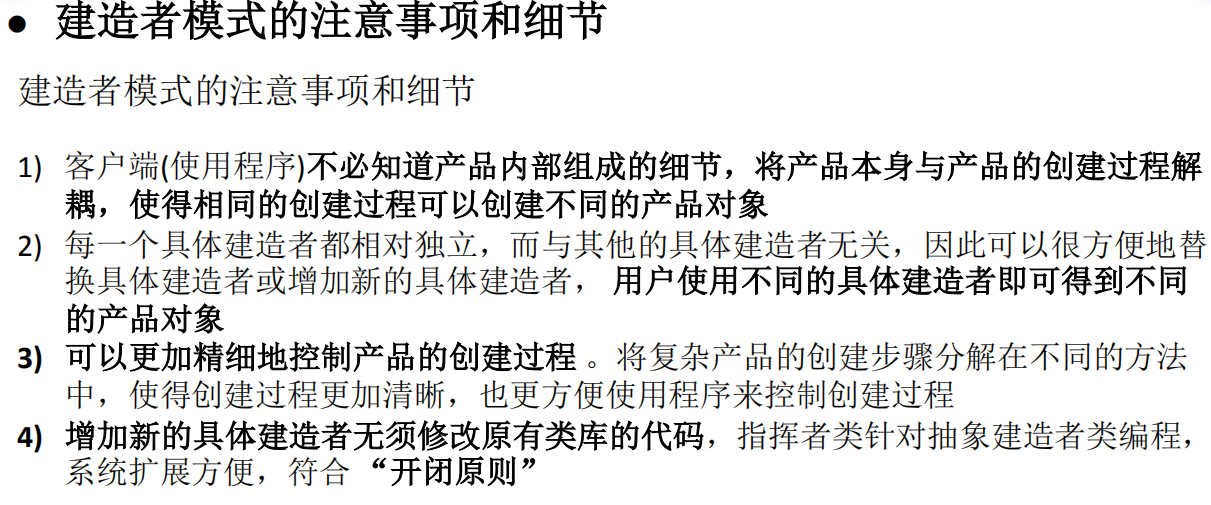 ● 建造者模式的注意事项和细节
建造者模式的注意事项和细节
1) 客户端(使用程序)不必知道产品内部组成的细节，将产品本身与产品的创建过程解
耦，使得相同的创建过程可以创建不同的产品对象
2) 每一个具体建造者都相对独立，而与其他的具体建造者无关，因此可以很方便地替
换具体建造者或增加新的具体建造者， 用户使用不同的具体建造者即可得到不同
的产品对象
3) 可以更加精细地控制产品的创建过程 。将复杂产品的创建步骤分解在不同的方法
中，使得创建过程更加清晰，也更方便使用程序来控制创建过程
4) 增加新的具体建造者无须修改原有类库的代码，指挥者类针对抽象建造者类编程，
系统扩展方便，符合 “开闭原则”